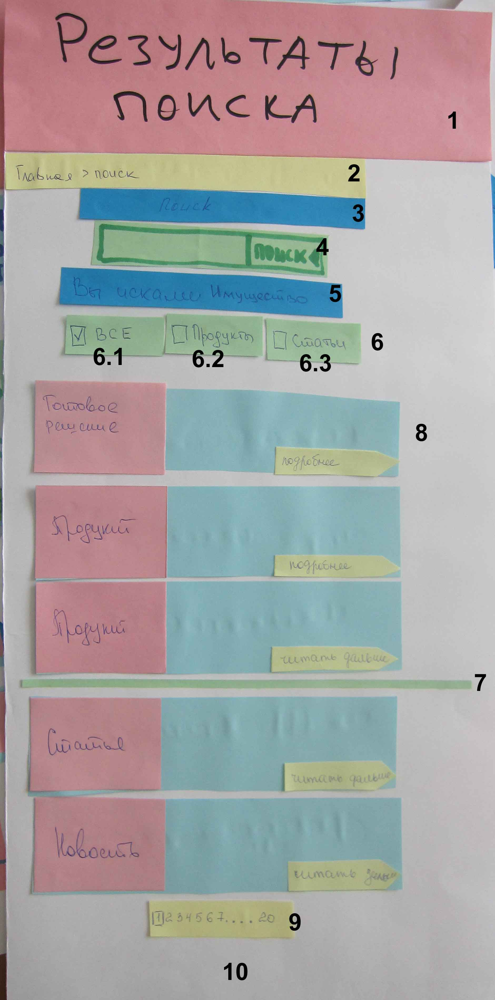 Результаты
поиска
1
Главная > поиск
2
Поиск
3
поиск
4
Вы искали Имущество
5
ВСЕ
Продукты
Статьи
6
6.1
6.2
6.3
Готовое
решение
8
подробнее
Продукт
подробнее
Продукт
читать дальше
7
Статья
читать дальше
Новость
читать дальше
1 2 3 4 5 6 7 . . . . 20
9
10